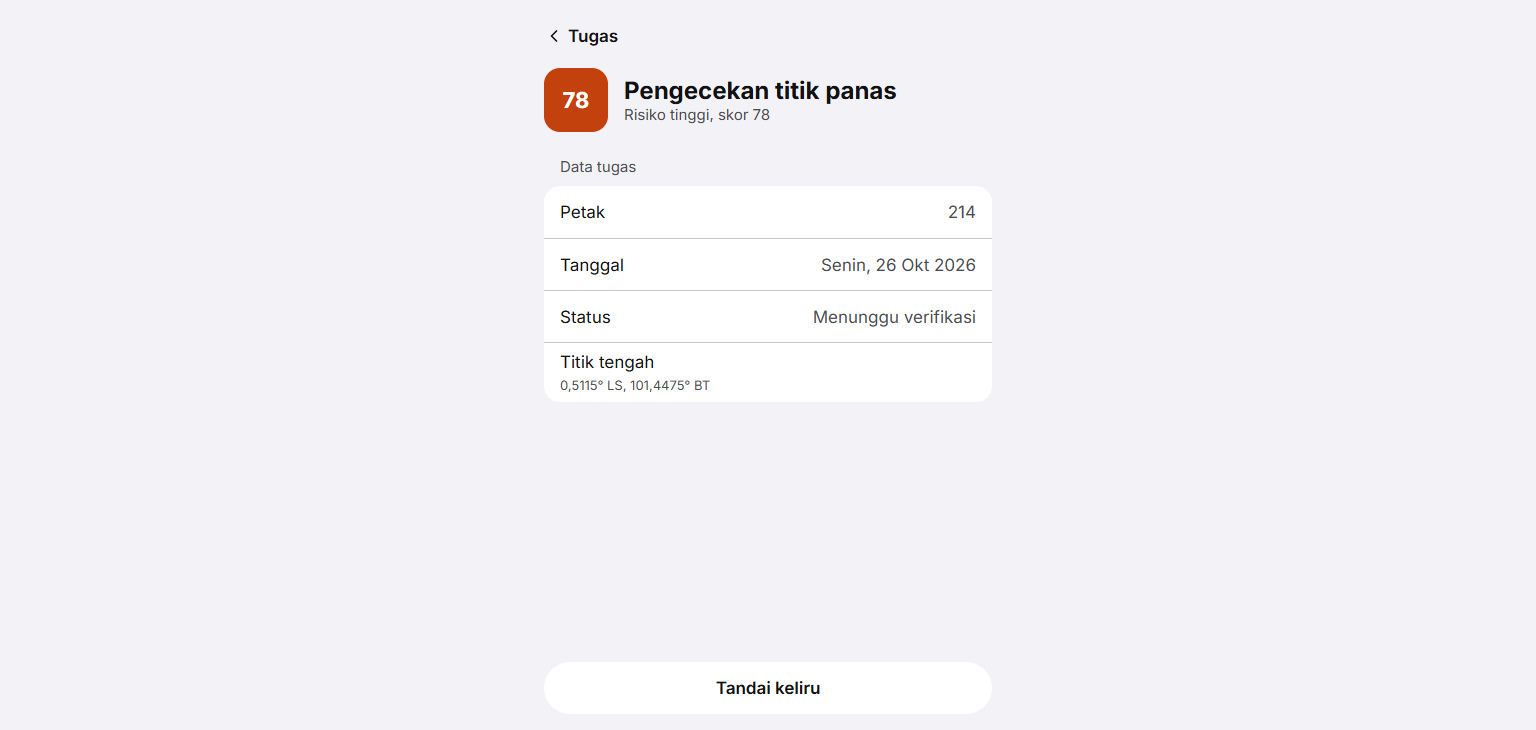 Tugas
78
Pengecekan titik panas
Risiko tinggi, skor 78
Data tugas
Petak 214
Tanggal Senin, 26 Okt 2026
Status Menunggu verifikasi
Titik tengah
0,5115° LS, 101,4475° BT
Tandai keliru